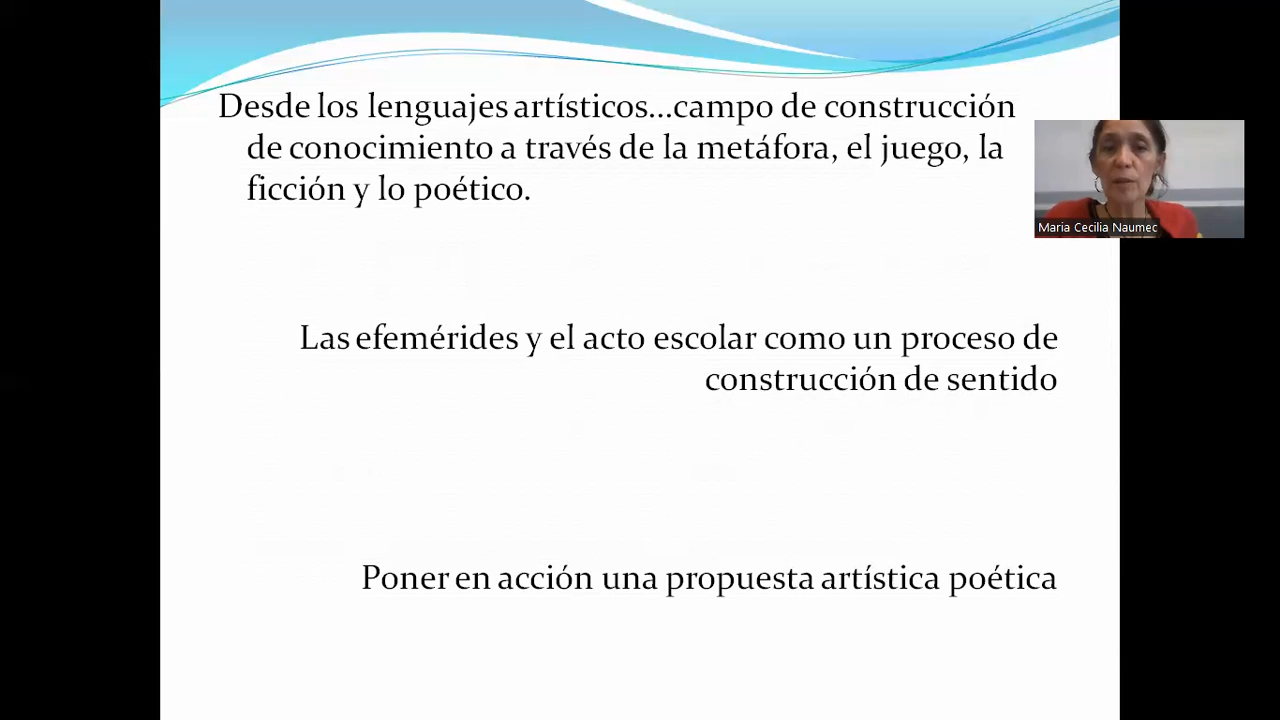 Desde los lenguajes artísticos...campo de construcción
de conocimiento a través de la metáfora, el juego, la
ficción y lo poético.
Maria Cecilia Naumec
Las efemérides y el acto escolar como un proceso de
construcción de sentido
Poner en acción una propuesta artística poética